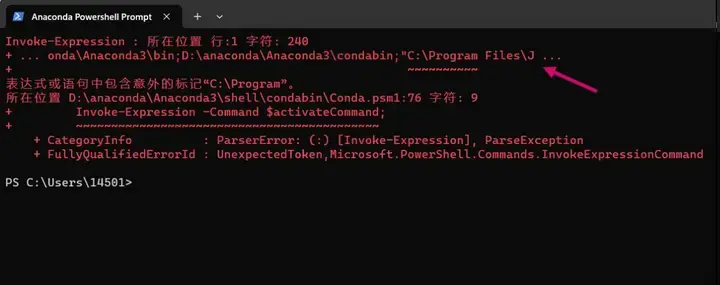 Anaconda Powershell Prompt
Invoke-Expression : 所在位置 行:1 字符: 240
+ ... onda\Anaconda3\bin;D:\anaconda\Anaconda3\condabin;"C:\Program Files\J ...
+                                                        ~~~~~~~~~~
表达式或语句中包含意外的标记“C:\Program”。
所在位置 D:\anaconda\Anaconda3\shell\condabin\Conda.psm1:76 字符: 9
+         Invoke-Expression -Command $activateCommand;
+         ~~~~~~~~~~~~~~~~~~~~~~~~~~~~~~~~~~~~~~~~~~~
    + CategoryInfo          : ParserError: (:) [Invoke-Expression], ParseException
    + FullyQualifiedErrorId : UnexpectedToken,Microsoft.PowerShell.Commands.InvokeExpressionCommand
PS C:\Users\14501>